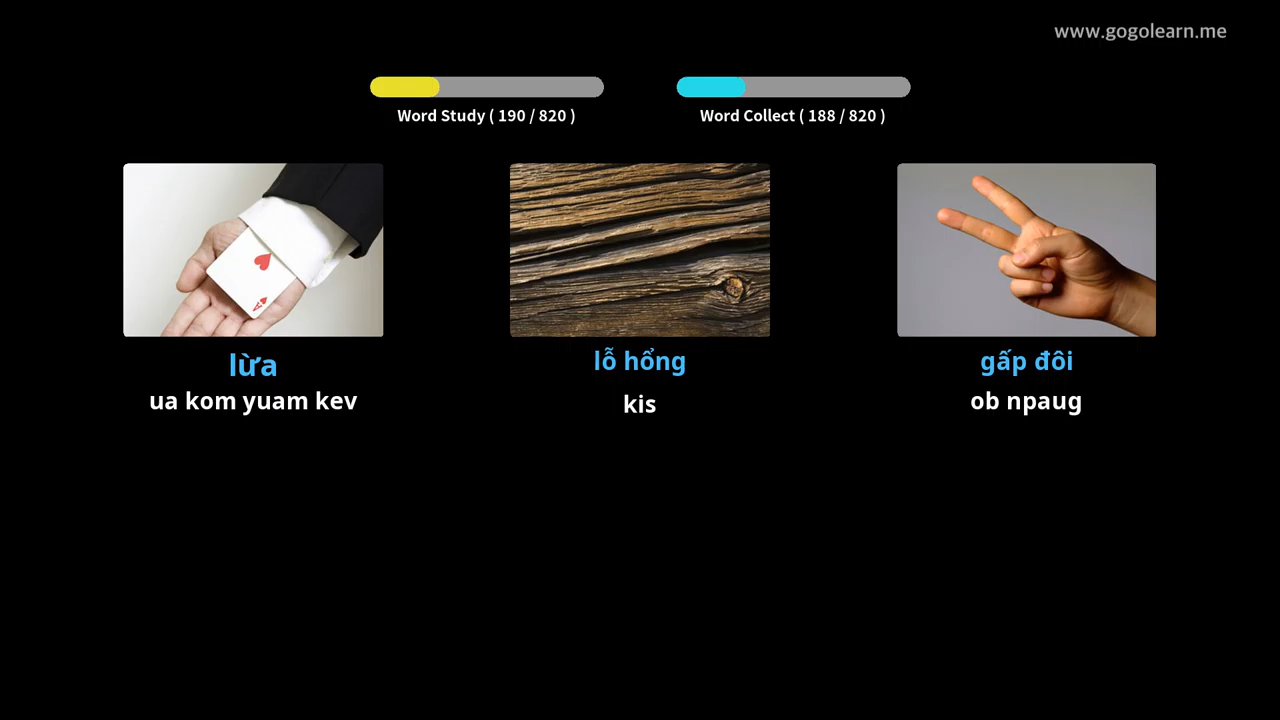 www.gogolearn.me
Word Study ( 190 / 820 )
Word Collect ( 188 / 820 )
lừa
ua kom yuam kev
lỗ hổng
kis
gấp đôi
ob npaug